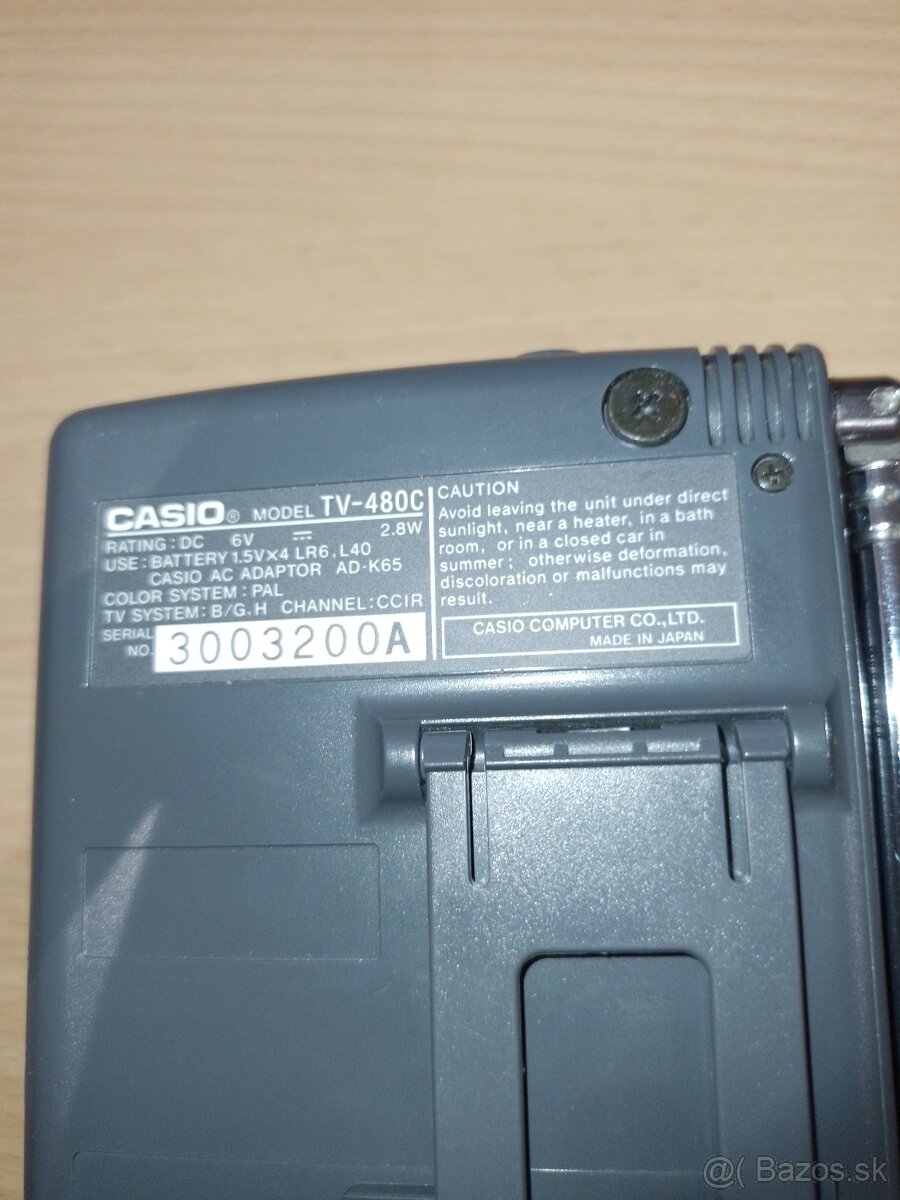 CASIO® MODEL TV-480C
RATING : DC 6V ⎓ 2.8W
USE : BATTERY 1.5V×4 LR6, L40
CASIO AC ADAPTOR AD-K65
COLOR SYSTEM : PAL
TV SYSTEM : B/G.H CHANNEL:CCIR
SERIAL NO. 3003200A
CAUTION
Avoid leaving the unit under direct
sunlight, near a heater, in a bath
room, or in a closed car in
summer ; otherwise deformation,
discoloration or malfunctions may
result.
CASIO COMPUTER CO.,LTD.
MADE IN JAPAN
@( Bazos.sk